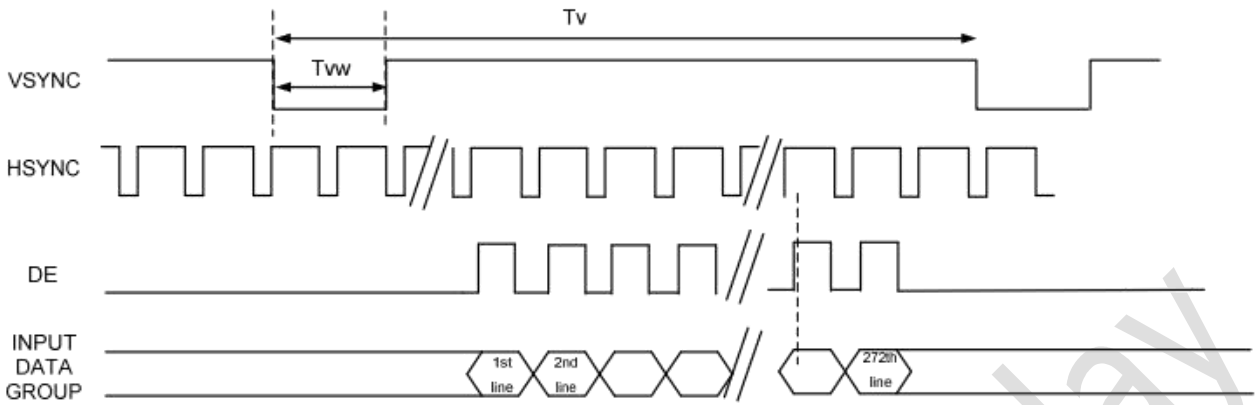 Tv
VSYNC
Tvw
HSYNC
DE
INPUT
DATA
GROUP
1st
line
2nd
line
272th
line